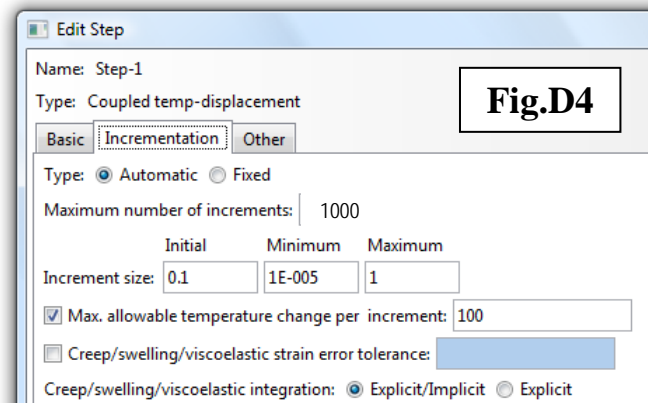 Edit Step
Name: Step-1
Type: Coupled temp-displacement
Fig.D4
Basic Incrementation Other
Type: Automatic Fixed
Maximum number of increments: 1000
Initial Minimum Maximum
Increment size: 0.1 1E-005 1
Max. allowable temperature change per increment: 100
Creep/swelling/viscoelastic strain error tolerance:
Creep/swelling/viscoelastic integration: Explicit/Implicit Explicit